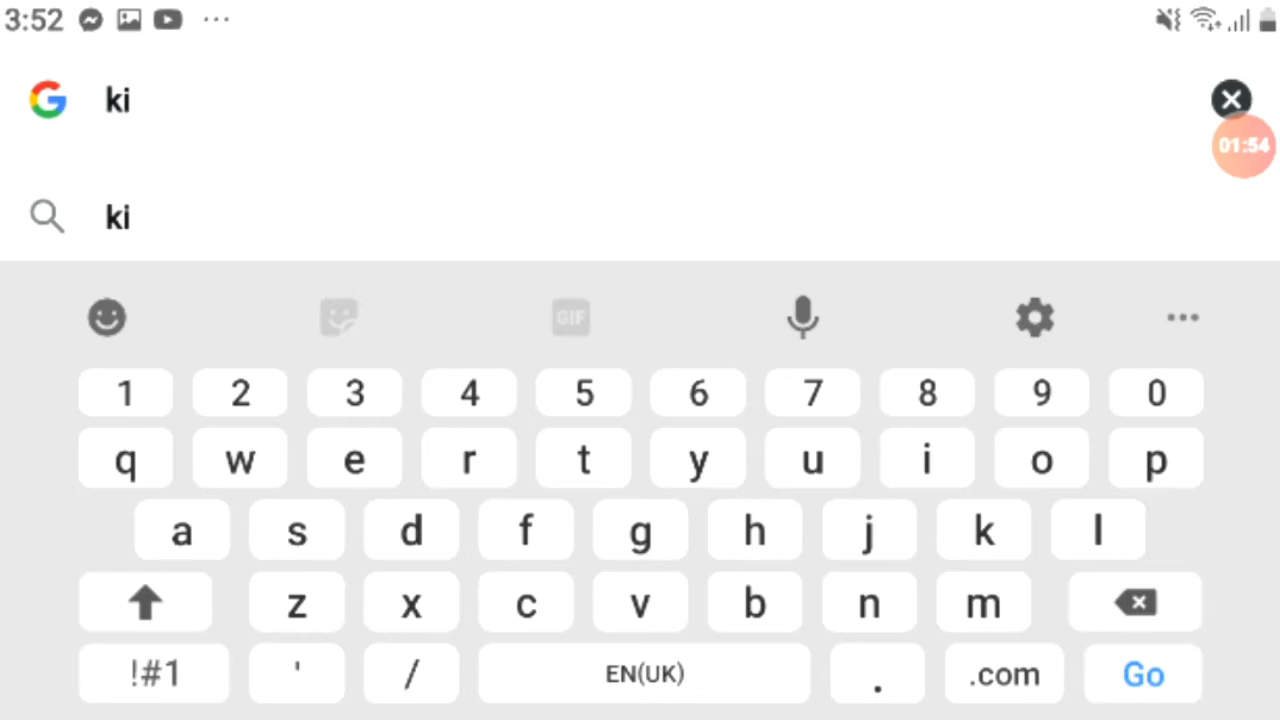 3:52
ki
01:54
ki
GIF
1 2 3 4 5 6 7 8 9 0
q w e r t y u i o p
a s d f g h j k l
z x c v b n m
!#1 ' / EN(UK) . .com Go